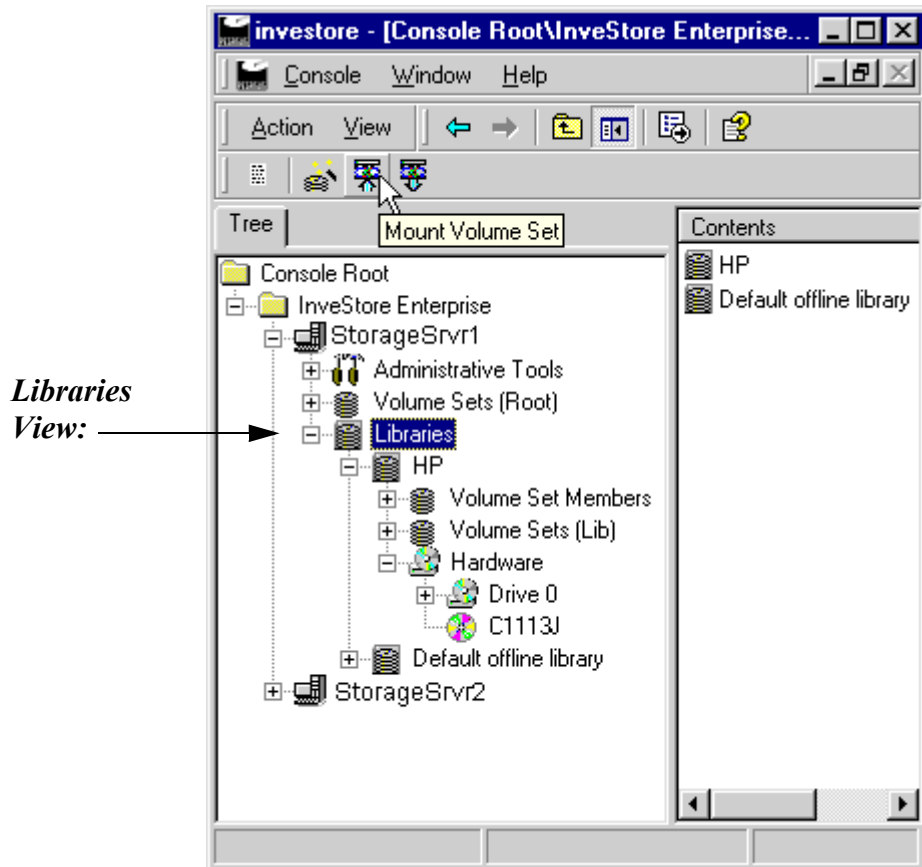 investore - [Console Root\InveStore Enterprise...
Console Window Help
Action View
Mount Volume Set
Tree
Contents
Console Root
InveStore Enterprise
StorageSrvr1
Administrative Tools
Volume Sets (Root)
Libraries
HP
Volume Set Members
Volume Sets (Lib)
Hardware
Drive 0
C1113J
Default offline library
StorageSrvr2
HP
Default offline library
Libraries
View: